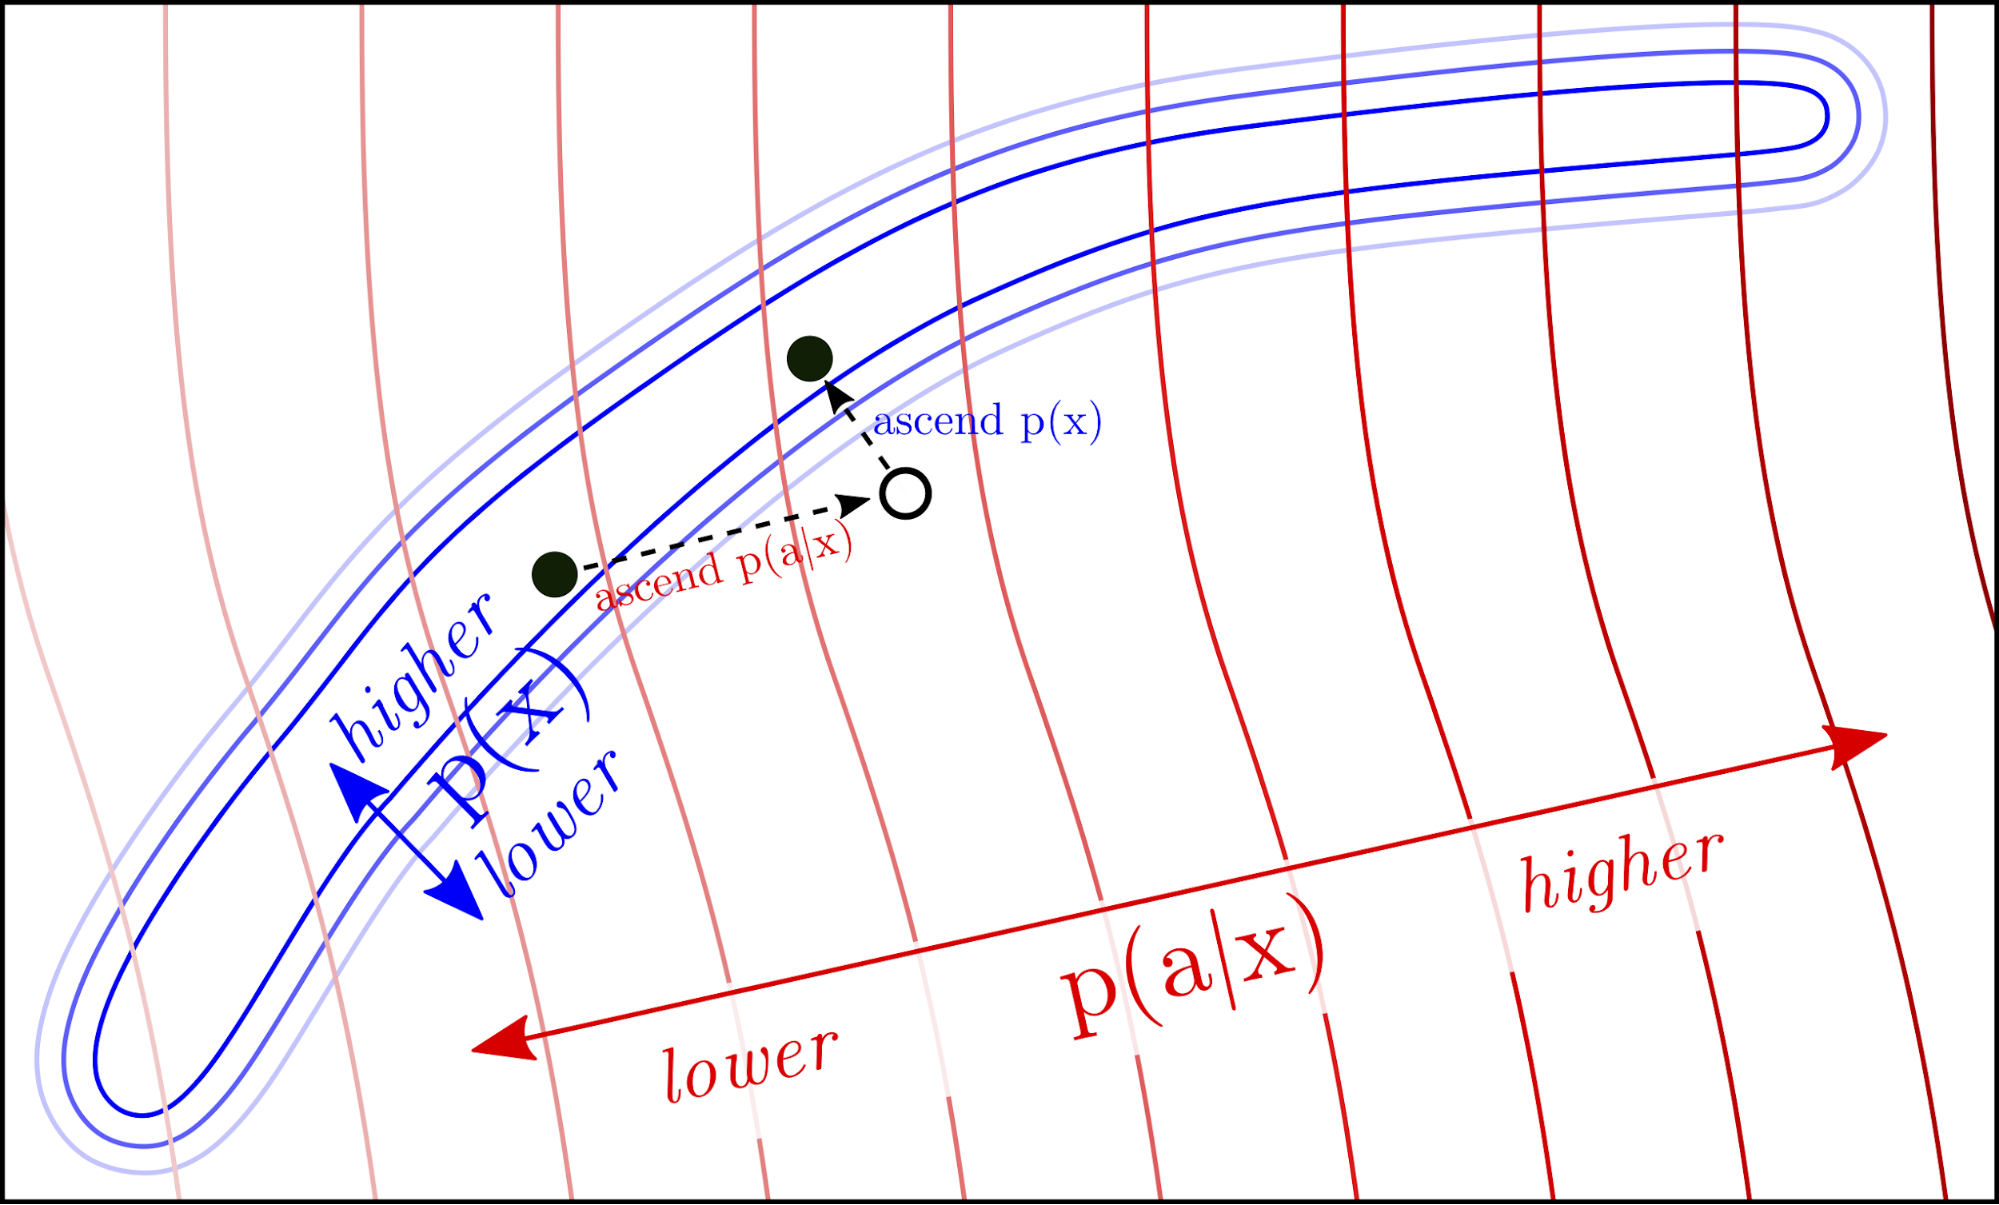 ascend p(x)
ascend p(a|x)
higher
p(x)
lower
higher
p(a|x)
lower